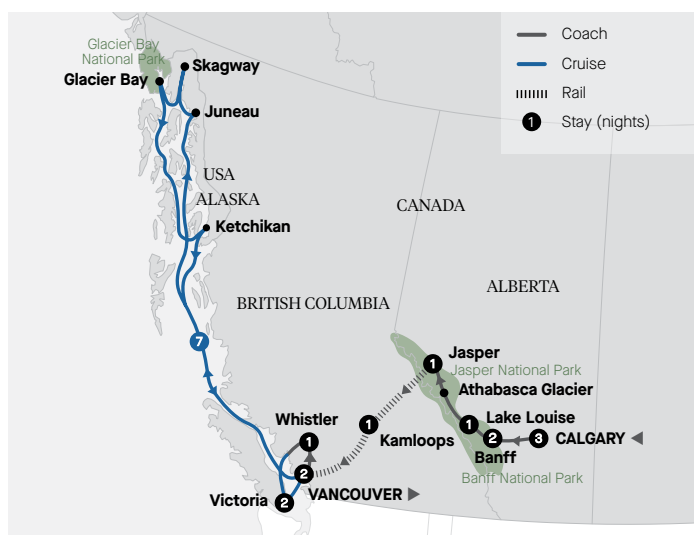 Coach
Cruise
Rail
1 Stay (nights)
Glacier Bay
National Park
Glacier Bay
Skagway
Juneau
USA
ALASKA
CANADA
Ketchikan
ALBERTA
BRITISH COLUMBIA
7
Jasper
1
Jasper National Park
Athabasca Glacier
Whistler
1
1
Kamloops
Lake Louise
1
2
3
CALGARY
Banff
Banff National Park
2
VANCOUVER
Victoria
2